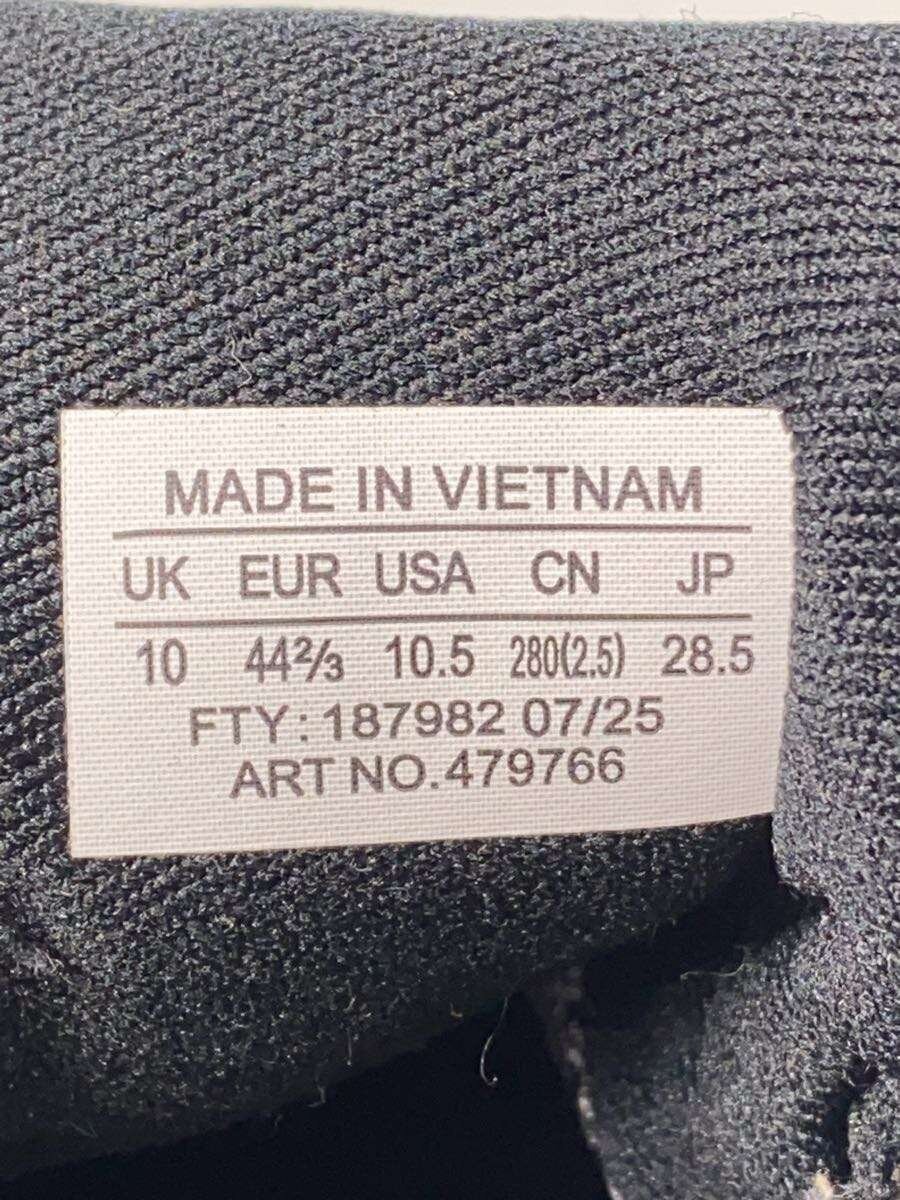 MADE IN VIETNAM
UK EUR USA CN JP
10 44⅔ 10.5 280(2.5) 28.5
FTY: 187982 07/25
ART NO.479766